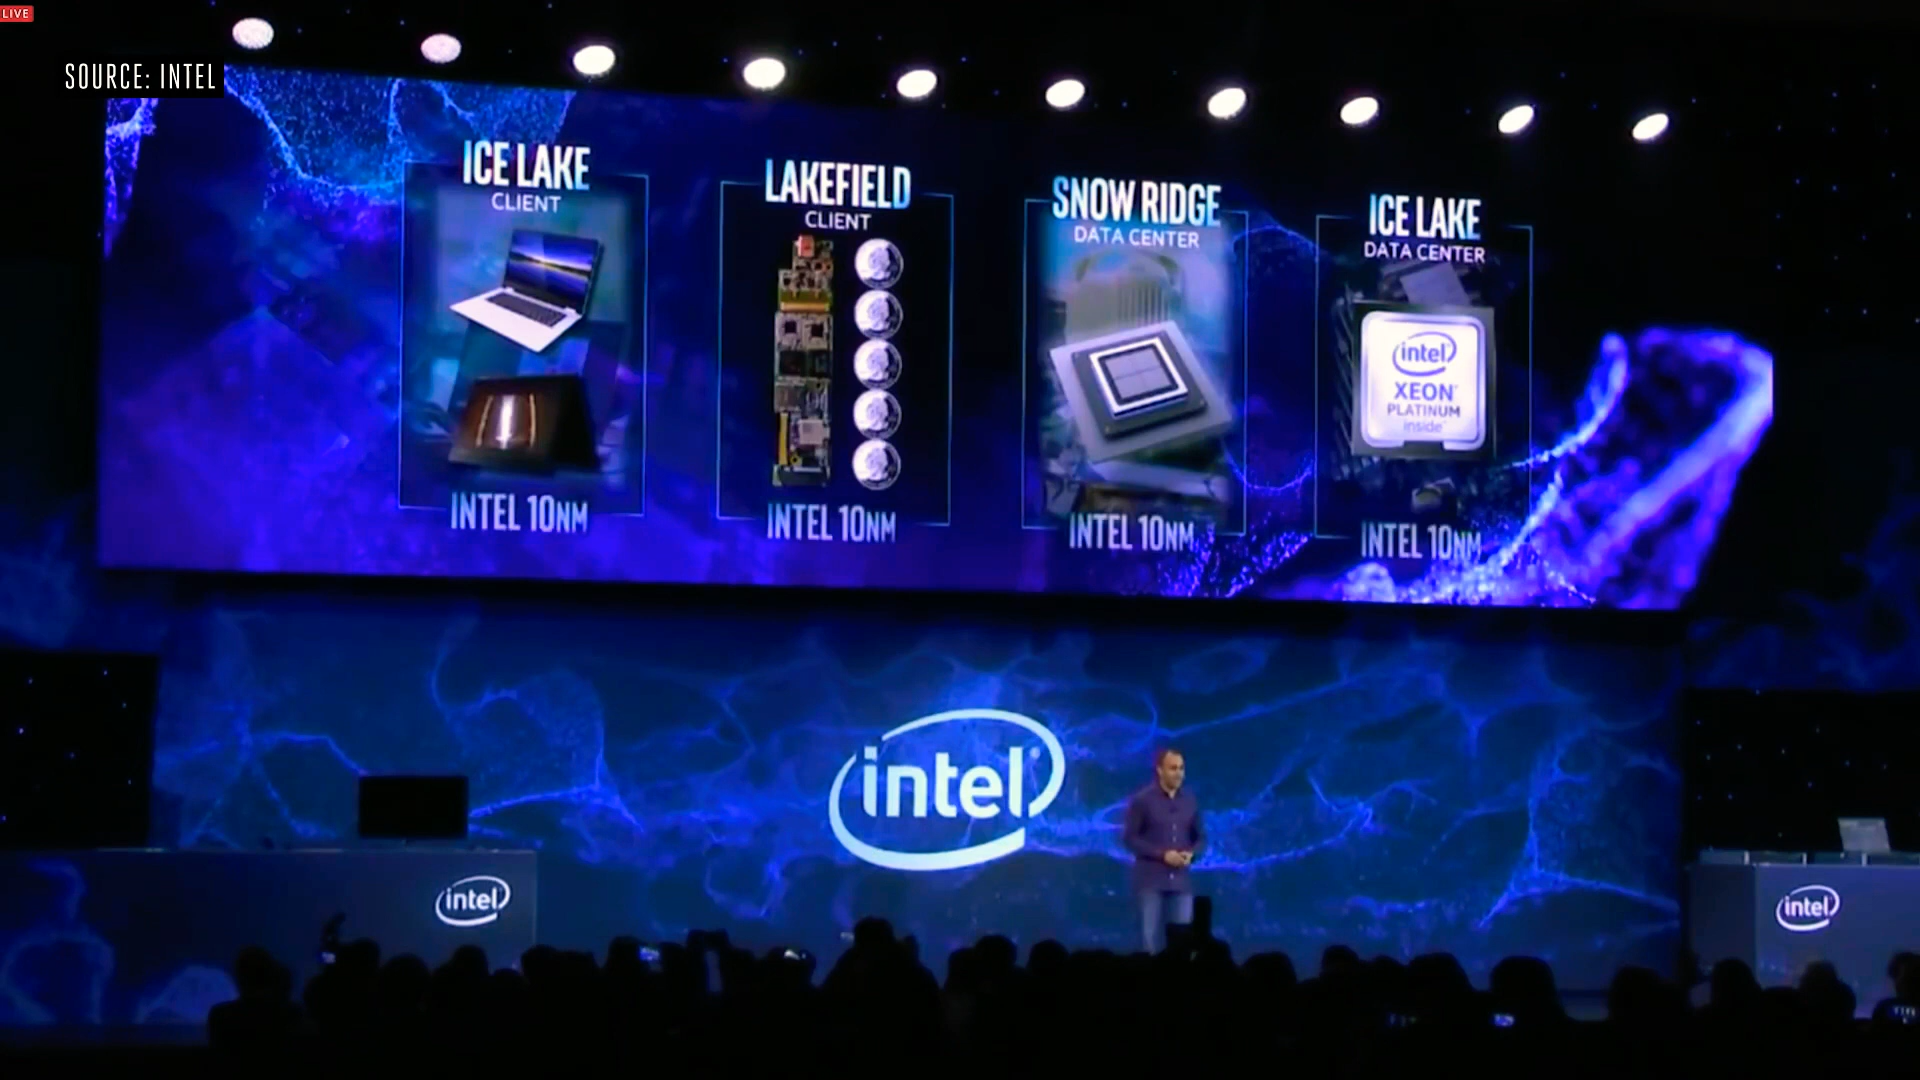 LIVE
SOURCE: INTEL
ICE LAKE
CLIENT
INTEL 10NM
LAKEFIELD
CLIENT
INTEL 10NM
SNOW RIDGE
DATA CENTER
INTEL 10NM
ICE LAKE
DATA CENTER
intel
XEON®
PLATINUM
inside™
INTEL 10NM
intel®
intel
intel